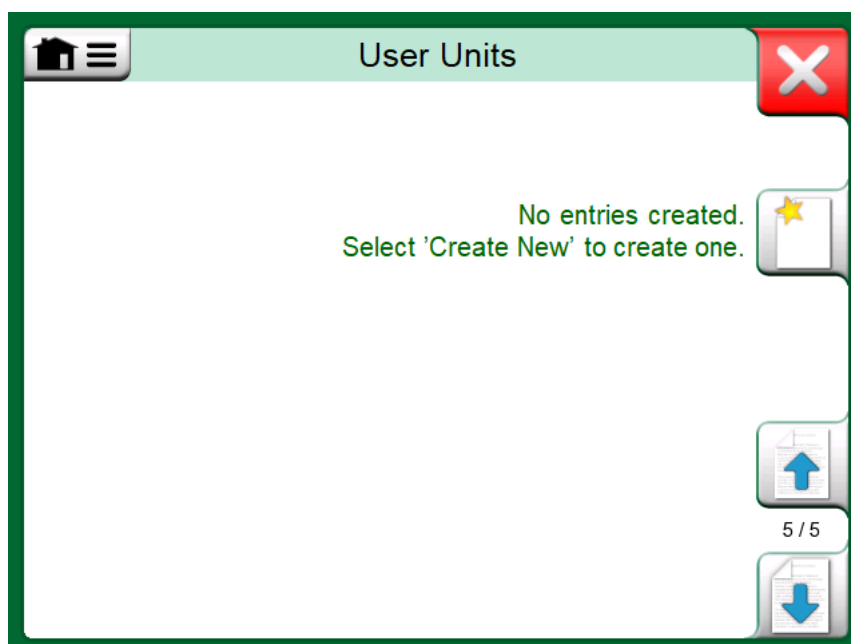 User Units
No entries created.
Select ’Create New’ to create one.
5 / 5